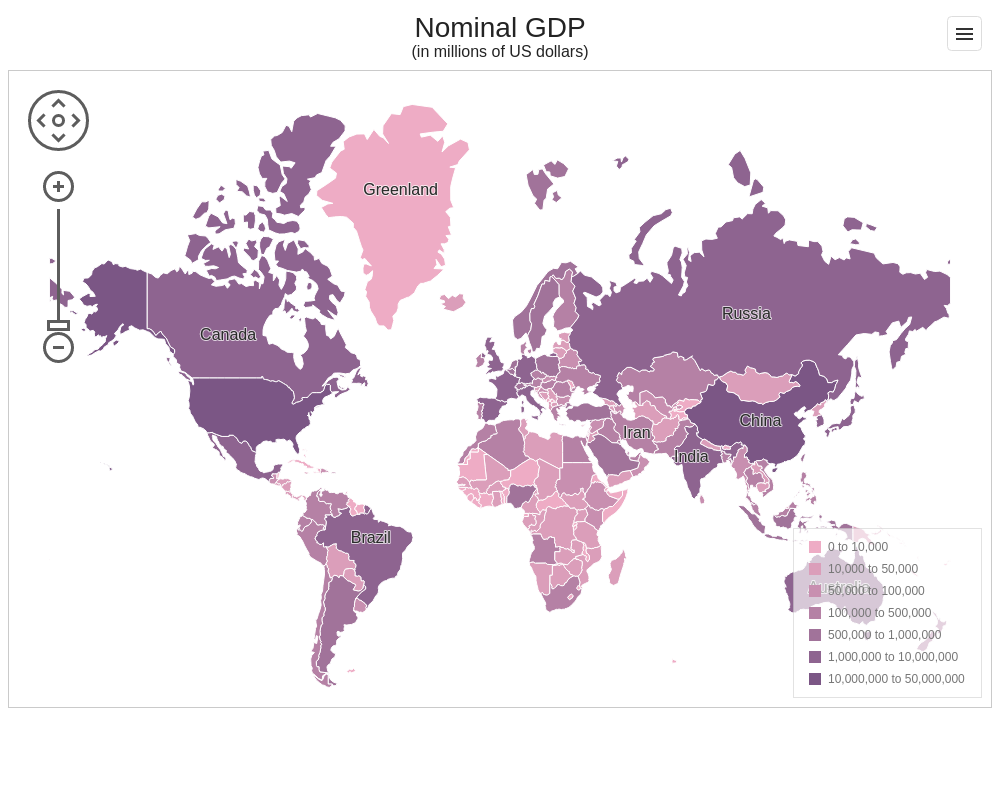 Nominal GDP
(in millions of US dollars)
Greenland
Canada
Russia
China
Iran
India
Brazil
Australia
0 to 10,000
10,000 to 50,000
50,000 to 100,000
100,000 to 500,000
500,000 to 1,000,000
1,000,000 to 10,000,000
10,000,000 to 50,000,000